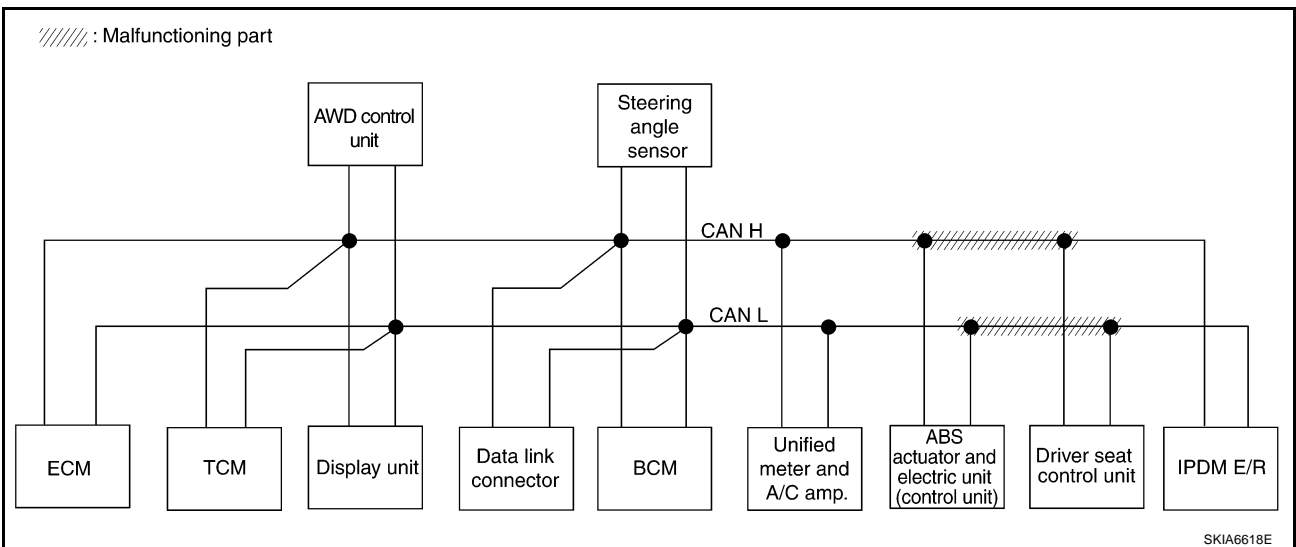 : Malfunctioning part
AWD control
unit
Steering
angle
sensor
CAN H
CAN L
ECM
TCM
Display unit
Data link
connector
BCM
Unified
meter and
A/C amp.
ABS
actuator and
electric unit
(control unit)
Driver seat
control unit
IPDM E/R
SKIA6618E